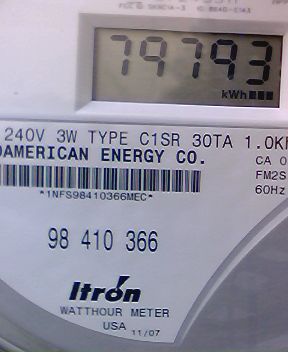 79793
kWh
240V 3W TYPE C1SR 30TA 1.0K
AMERICAN ENERGY CO.
CA 0
FM2S
60Hz
*1NFS98410366MEC*
98 410 366
Itron
WATTHOUR METER
USA 11/07